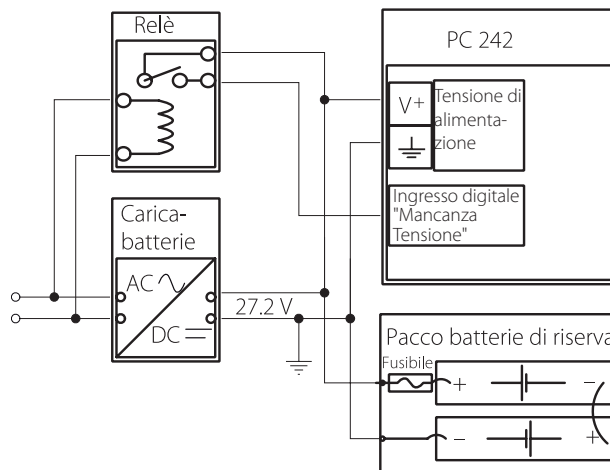 Relè
PC 242
V+
Tensione di
alimenta-
zione
Ingresso digitale
"Mancanza
Tensione"
Carica-
batterie
AC
DC
27.2 V
Pacco batterie di riserva
Fusibile
+ −
− +